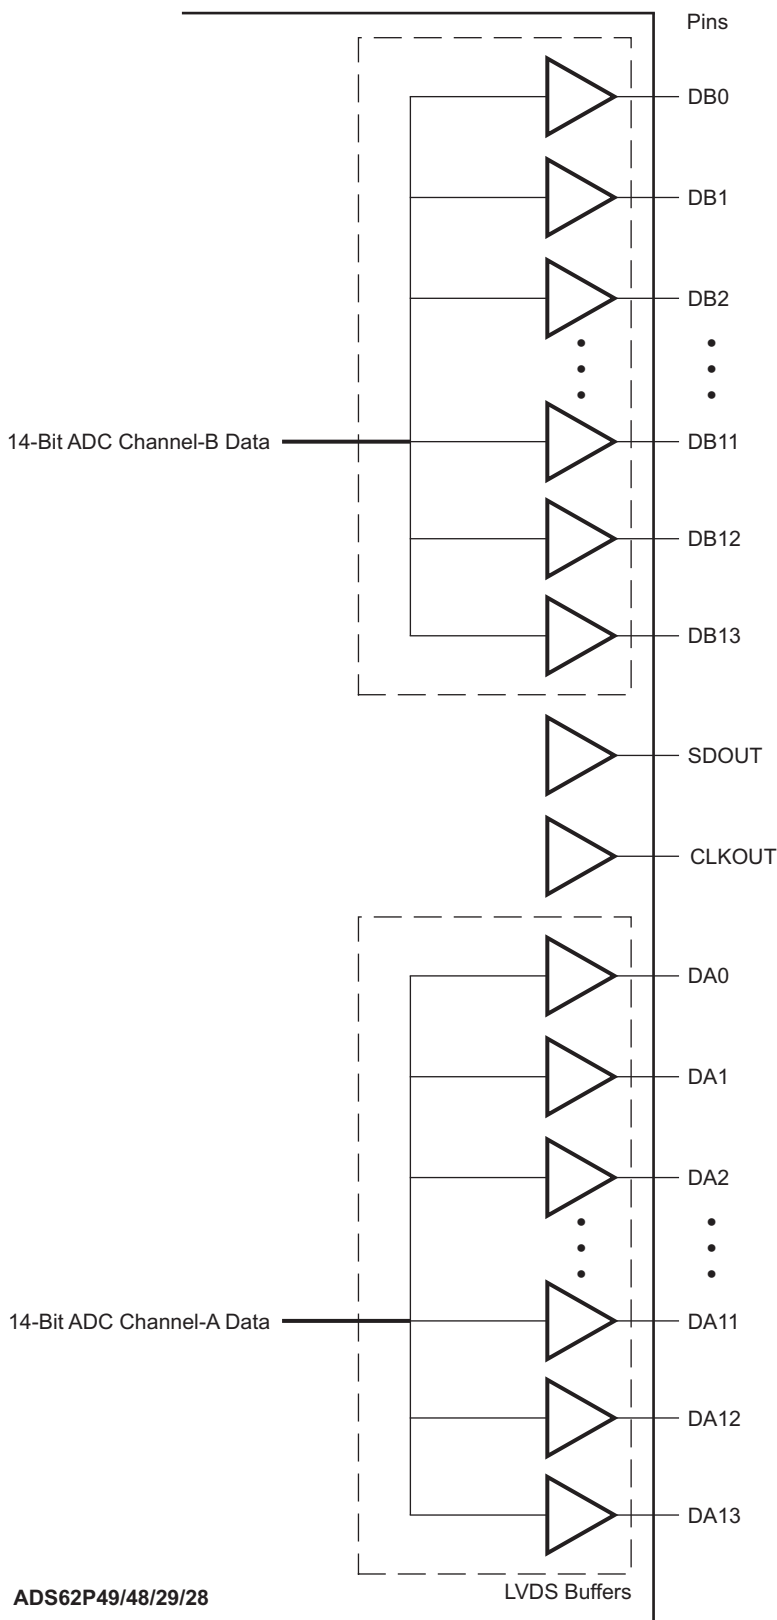 Pins
DB0
DB1
DB2
DB11
14-Bit ADC Channel-B Data
DB12
DB13
SDOUT
CLKOUT
DA0
DA1
DA2
14-Bit ADC Channel-A Data
DA11
DA12
DA13
LVDS Buffers
ADS62P49/48/29/28